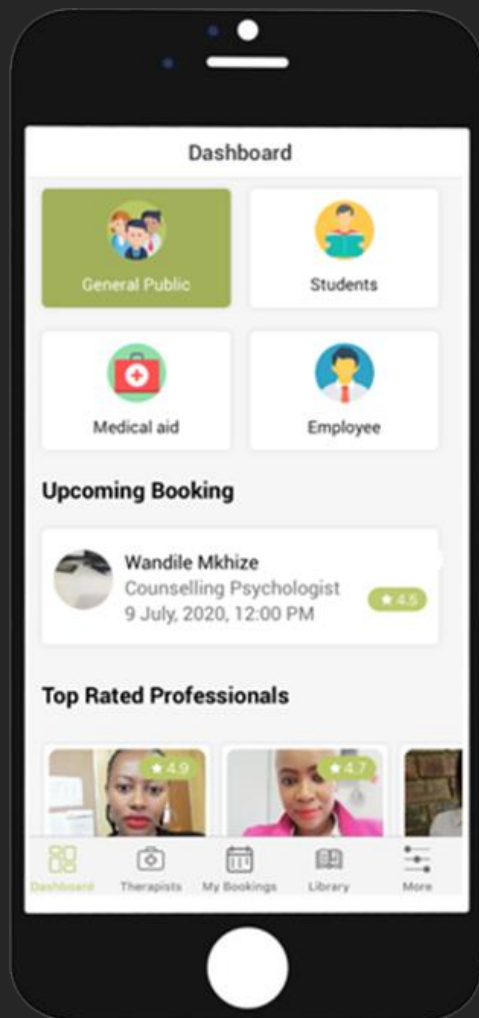 Dashboard
General Public
Students
Medical aid
Employee
Upcoming Booking
Wandile Mkhize
Counselling Psychologist
9 July, 2020, 12:00 PM
★ 4.5
Top Rated Professionals
★ 4.9
★ 4.7
Dashboard
Therapists
My Bookings
Library
More